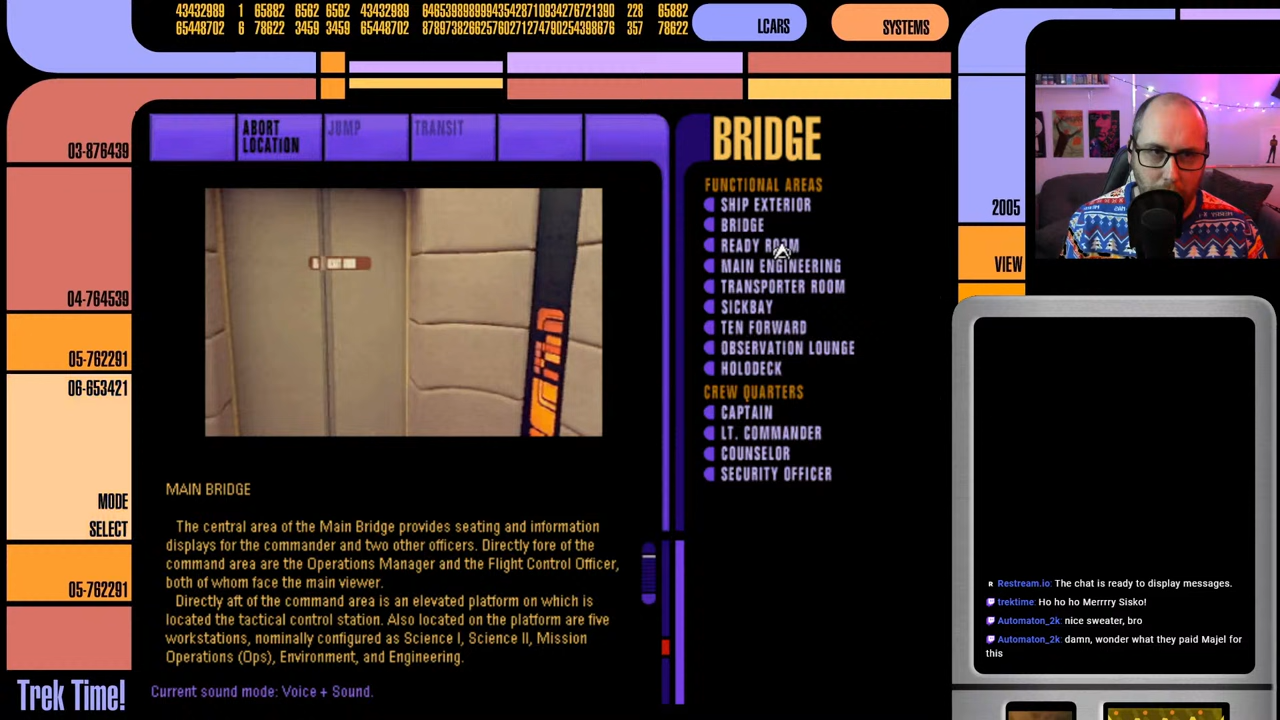 43432989 1 65882 6562 6562 43432989 64653989899943542871093427672139​0 228 65882
65448702 6 78622 3459 3459 65448702 87897382662576027127479025439867​6 357 78622
LCARS
SYSTEMS
03-876439
04-764539
05-762291
06-653421
MODE
SELECT
05-762291
Trek Time!
ABORT
LOCATION
JUMP
TRANSIT
MAIN BRIDGE
The central area of the Main Bridge provides seating and information
displays for the commander and two other officers. Directly fore of the
command area are the Operations Manager and the Flight Control Officer,
both of whom face the main viewer.
Directly aft of the command area is an elevated platform on which is
located the tactical control station. Also located on the platform are five
workstations, nominally configured as Science I, Science II, Mission
Operations (Ops), Environment, and Engineering.
Current sound mode: Voice + Sound.
BRIDGE
FUNCTIONAL AREAS
SHIP EXTERIOR
BRIDGE
READY ROOM
MAIN ENGINEERING
TRANSPORTER ROOM
SICKBAY
TEN FORWARD
OBSERVATION LOUNGE
HOLODECK
CREW QUARTERS
CAPTAIN
LT. COMMANDER
COUNSELOR
SECURITY OFFICER
2005
VIEW
R Restream.io: The chat is ready to display messages.
trektime: Ho ho ho Merrrry Sisko!
Automaton_2k: nice sweater, bro
Automaton_2k: damn, wonder what they paid Majel for
this